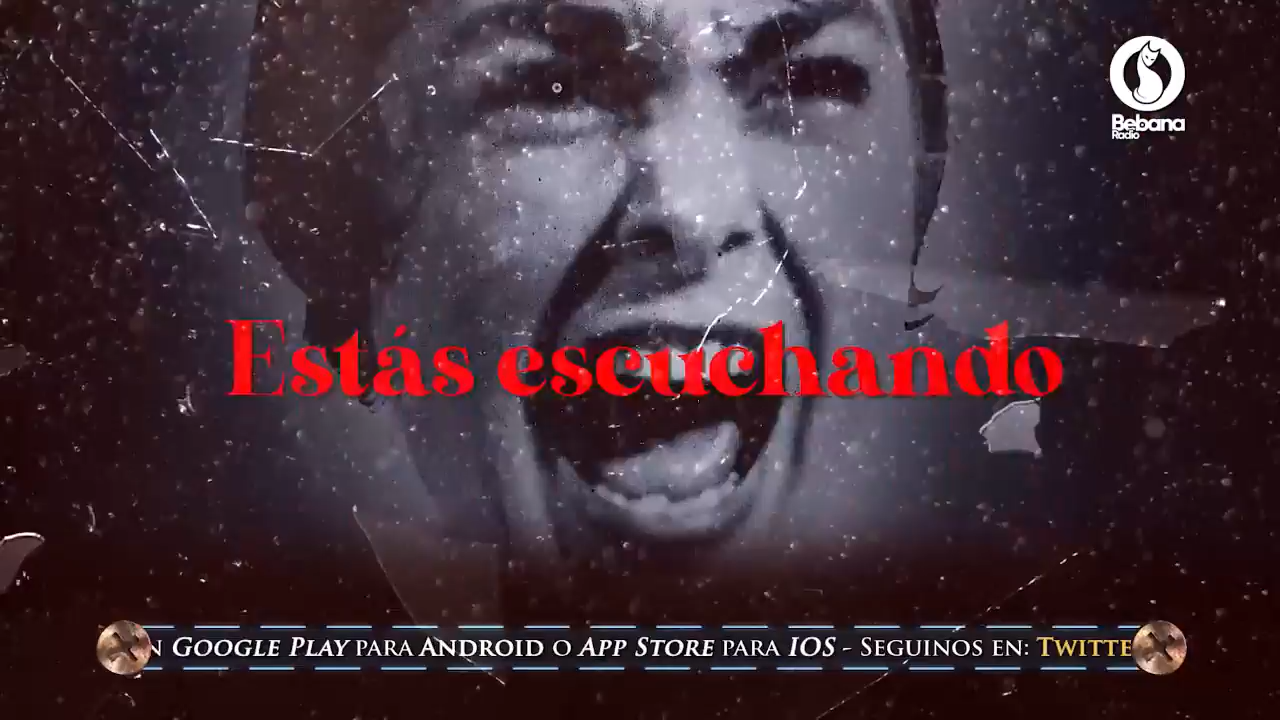 Bebana
Radio
Estás escuchando
N GOOGLE PLAY PARA ANDROID O APP STORE PARA IOS - SEGUINOS EN: TWITTE